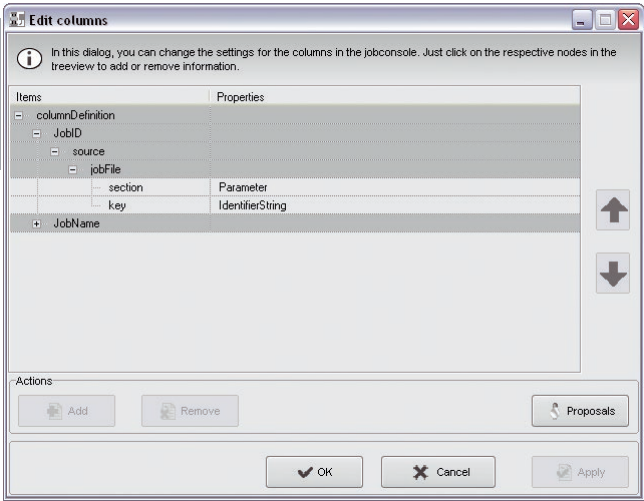 Edit columns
In this dialog, you can change the settings for the columns in the jobconsole. Just click on the respective nodes in the
treeview to add or remove information.
Items Properties
columnDefinition
JobID
source
jobFile
section Parameter
key IdentifierString
JobName
Actions
Add Remove Proposals
OK Cancel Apply